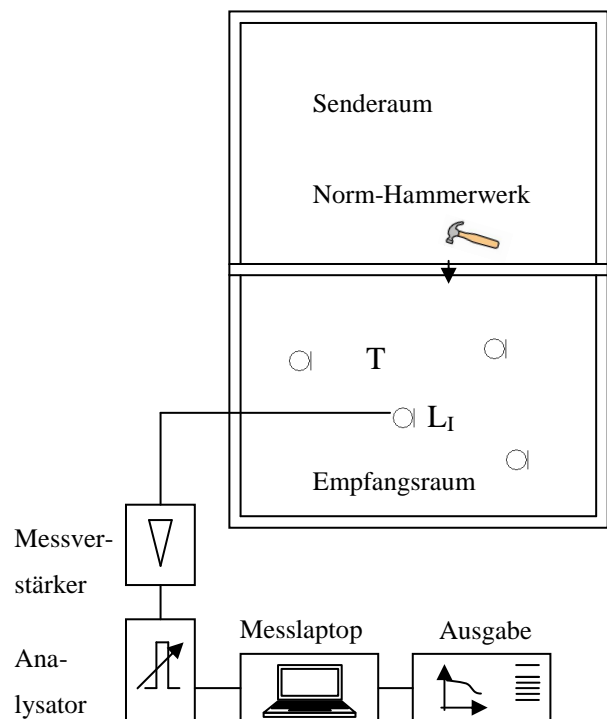 Senderaum
Norm-Hammerwerk
T
L_I
Empfangsraum
Messver-
stärker
Messlaptop
Ausgabe
Ana-
lysator